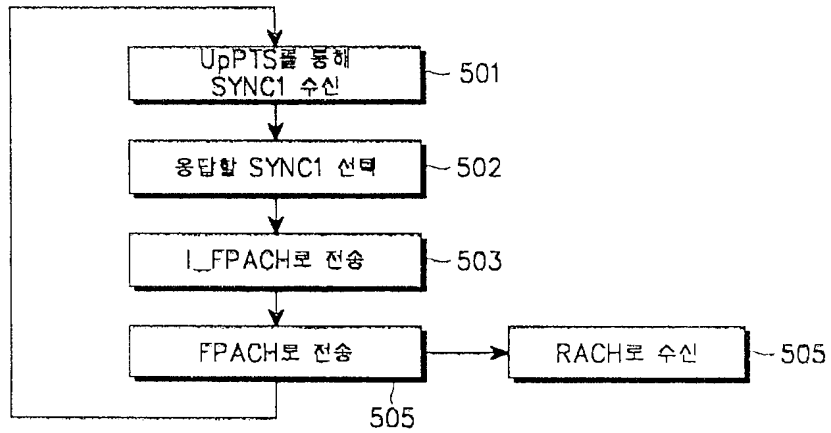 UpPTS를 통해
SYNC1 수신
501
응답할 SYNC1 선택
502
I_FPACH로 전송
503
FPACH로 전송
505
RACH로 수신
505